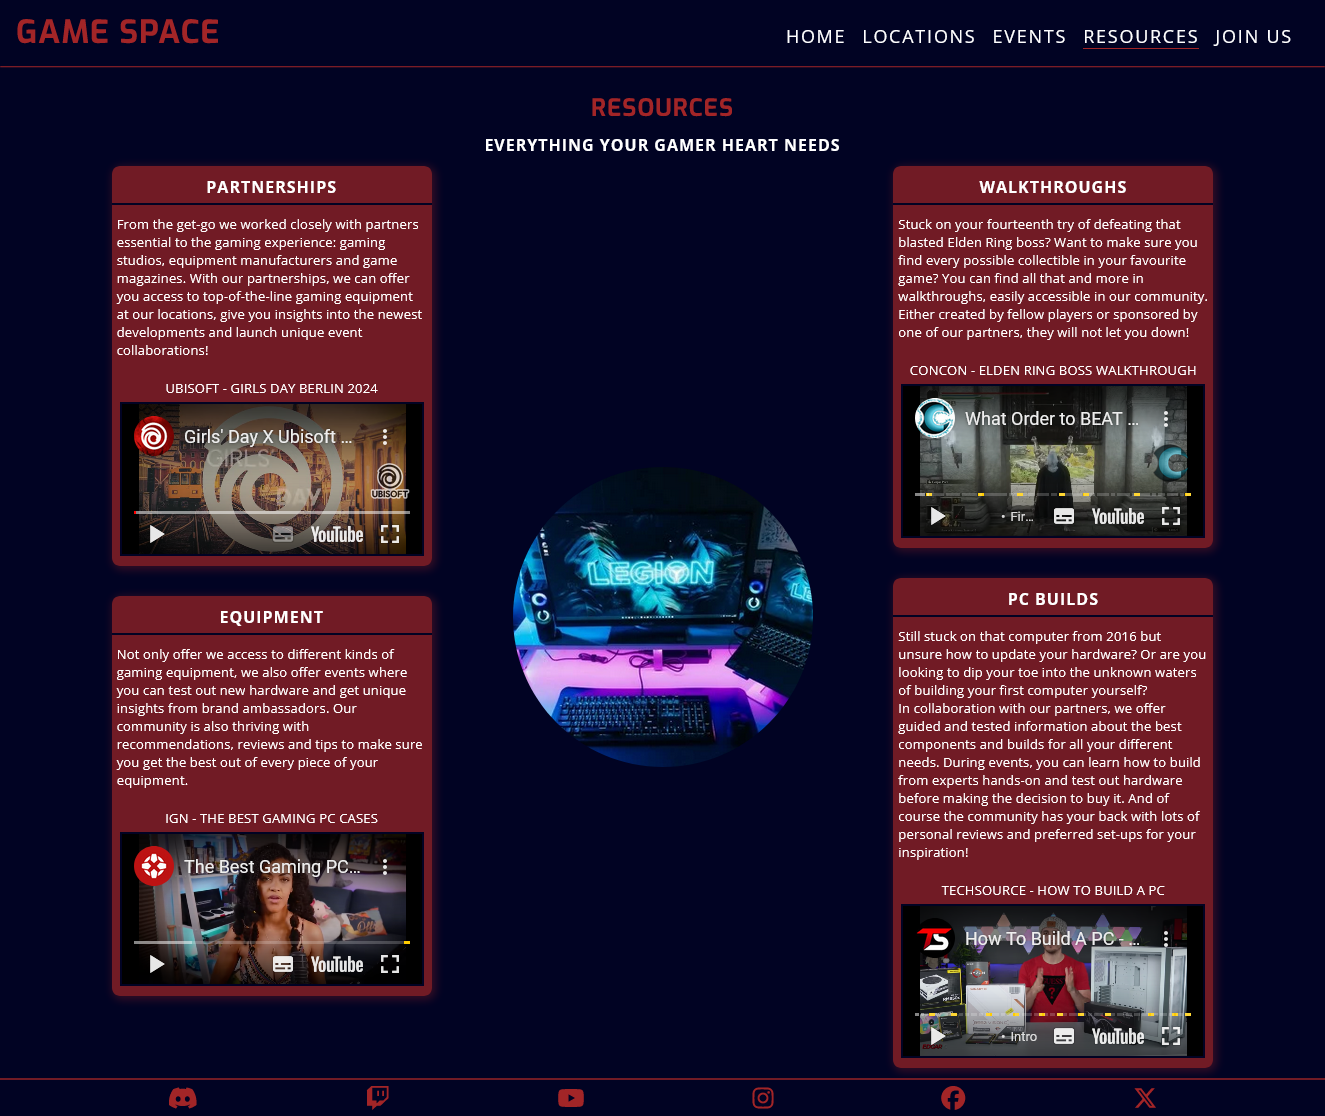 GAME SPACE
HOME LOCATIONS EVENTS RESOURCES JOIN US
RESOURCES
EVERYTHING YOUR GAMER HEART NEEDS
PARTNERSHIPS
From the get-go we worked closely with partners
essential to the gaming experience: gaming
studios, equipment manufacturers and game
magazines. With our partnerships, we can offer
you access to top-of-the-line gaming equipment
at our locations, give you insights into the newest
developments and launch unique event
collaborations!
UBISOFT - GIRLS DAY BERLIN 2024
Girls' Day X Ubisoft ...
GIRLS'
DAY
UBISOFT
YouTube
EQUIPMENT
Not only offer we access to different kinds of
gaming equipment, we also offer events where
you can test out new hardware and get unique
insights from brand ambassadors. Our
community is also thriving with
recommendations, reviews and tips to make sure
you get the best out of every piece of your
equipment.
IGN - THE BEST GAMING PC CASES
The Best Gaming PC...
YouTube
LEGION
WALKTHROUGHS
Stuck on your fourteenth try of defeating that
blasted Elden Ring boss? Want to make sure you
find every possible collectible in your favourite
game? You can find all that and more in
walkthroughs, easily accessible in our community.
Either created by fellow players or sponsored by
one of our partners, they will not let you down!
CONCON - ELDEN RING BOSS WALKTHROUGH
What Order to BEAT ...
• Fir...
YouTube
PC BUILDS
Still stuck on that computer from 2016 but
unsure how to update your hardware? Or are you
looking to dip your toe into the unknown waters
of building your first computer yourself?
In collaboration with our partners, we offer
guided and tested information about the best
components and builds for all your different
needs. During events, you can learn how to build
from experts hands-on and test out hardware
before making the decision to buy it. And of
course the community has your back with lots of
personal reviews and preferred set-ups for your
inspiration!
TECHSOURCE - HOW TO BUILD A PC
TS
How To Build A PC - ...
• Intro
YouTube